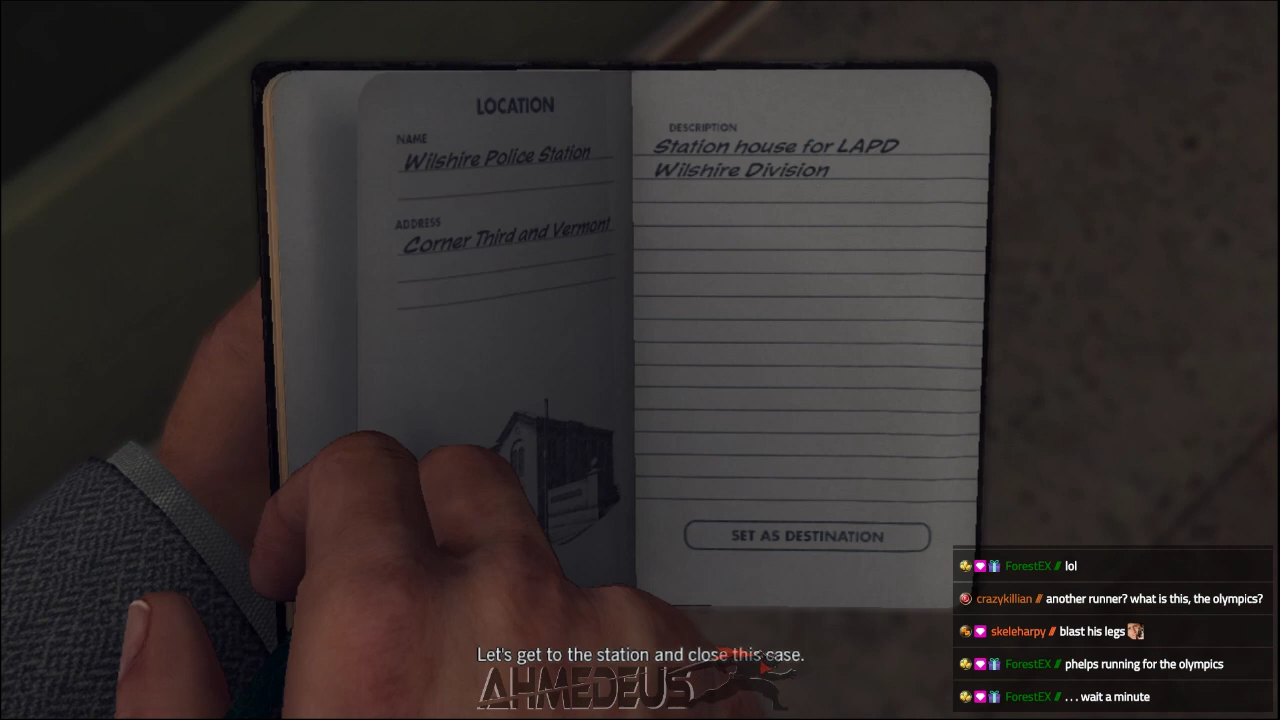 LOCATION
NAME
Wilshire Police Station
ADDRESS
Corner Third and Vermont
DESCRIPTION
Station house for LAPD
Wilshire Division
SET AS DESTINATION
Let's get to the station and close this case.
AHMEDEUS
ForestEX // lol
crazykillian // another runner? what is this, the olympics?
skeleharpy // blast his legs
ForestEX // phelps running for the olympics
ForestEX // . . . wait a minute